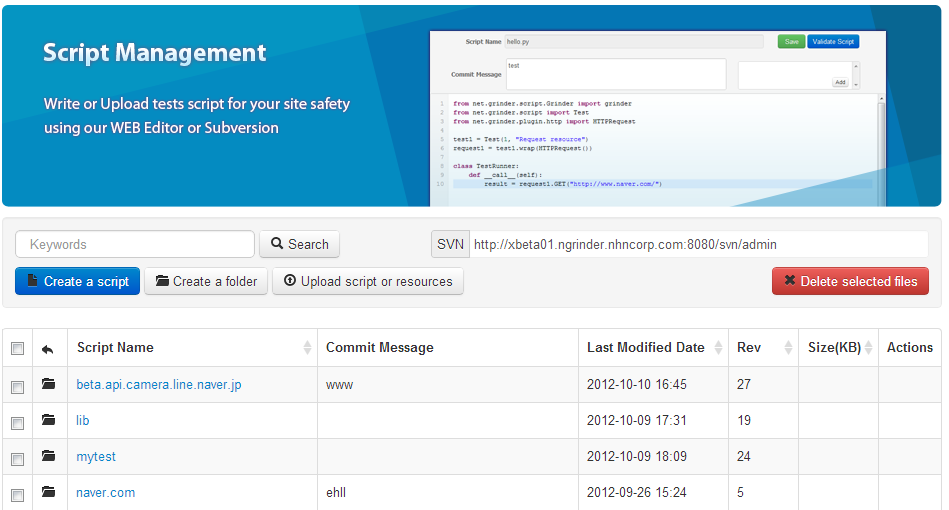 Script Management
Write or Upload tests script for your site safety
using our WEB Editor or Subversion
Script Name hello.py Save Validate Script
Commit Message test Add
1 from net.grinder.script.Grinder import grinder
2 from net.grinder.script import Test
3 from net.grinder.plugin.http import HTTPRequest
4
5 test1 = Test(1, "Request resource")
6 request1 = test1.wrap(HTTPRequest())
7
8 class TestRunner:
9 def __call__(self):
10 result = request1.GET("http://www.naver.com/")
Keywords Search SVN http://xbeta01.ngrinder.nhncorp.com:8080/svn/admin
Create a script Create a folder Upload script or resources Delete selected files
Script Name Commit Message Last Modified Date Rev Size(KB) Actions
beta.api.camera.line.naver.jp www 2012-10-10 16:45 27
lib 2012-10-09 17:31 19
mytest 2012-10-09 18:09 24
naver.com ehll 2012-09-26 15:24 5